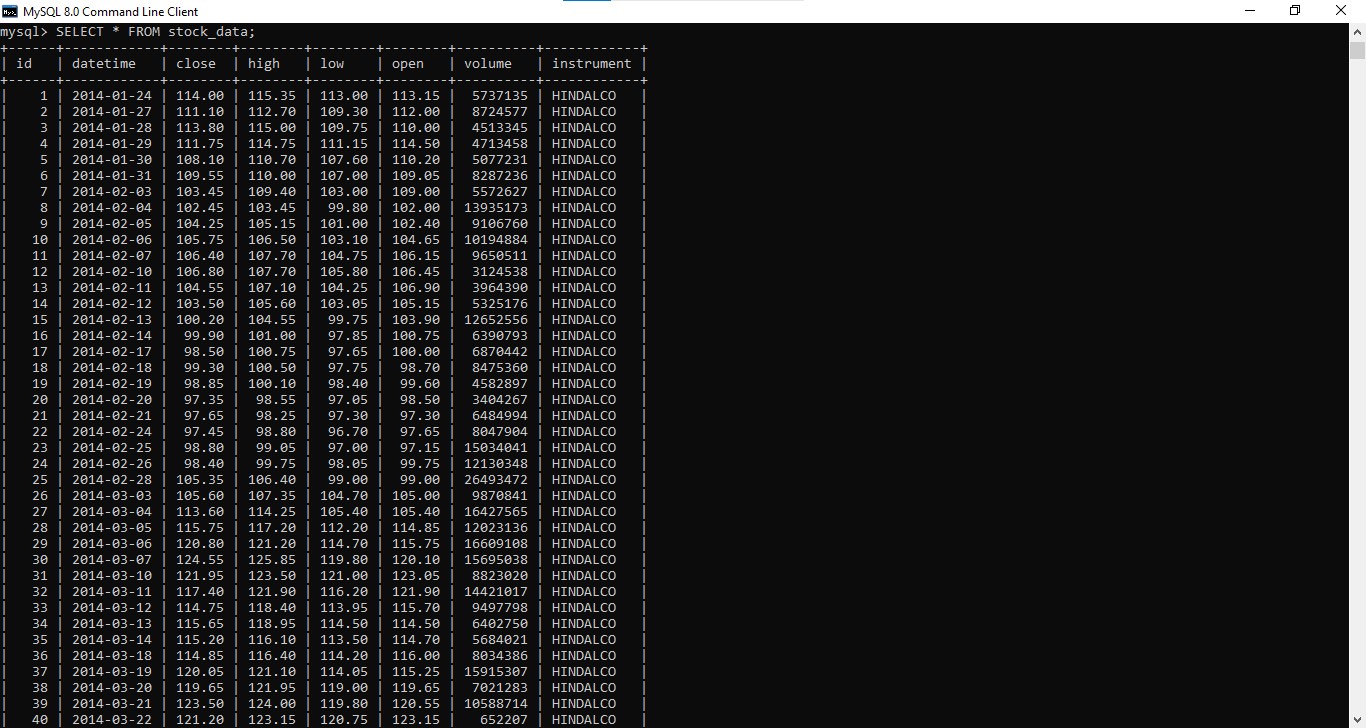 MySQL 8.0 Command Line Client
mysql> SELECT * FROM stock_data;
+------+------------+--------+--------+--------+--------+----------+------------+
| id   | datetime   | close  | high   | low    | open   | volume   | instrument |
+------+------------+--------+--------+--------+--------+----------+------------+
|    1 | 2014-01-24 | 114.00 | 115.35 | 113.00 | 113.15 |  5737135 | HINDALCO   |
|    2 | 2014-01-27 | 111.10 | 112.70 | 109.30 | 112.00 |  8724577 | HINDALCO   |
|    3 | 2014-01-28 | 113.80 | 115.00 | 109.75 | 110.00 |  4513345 | HINDALCO   |
|    4 | 2014-01-29 | 111.75 | 114.75 | 111.15 | 114.50 |  4713458 | HINDALCO   |
|    5 | 2014-01-30 | 108.10 | 110.70 | 107.60 | 110.20 |  5077231 | HINDALCO   |
|    6 | 2014-01-31 | 109.55 | 110.00 | 107.00 | 109.05 |  8287236 | HINDALCO   |
|    7 | 2014-02-03 | 103.45 | 109.40 | 103.00 | 109.00 |  5572627 | HINDALCO   |
|    8 | 2014-02-04 | 102.45 | 103.45 |  99.80 | 102.00 | 13935173 | HINDALCO   |
|    9 | 2014-02-05 | 104.25 | 105.15 | 101.00 | 102.40 |  9106760 | HINDALCO   |
|   10 | 2014-02-06 | 105.75 | 106.50 | 103.10 | 104.65 | 10194884 | HINDALCO   |
|   11 | 2014-02-07 | 106.40 | 107.70 | 104.75 | 106.15 |  9650511 | HINDALCO   |
|   12 | 2014-02-10 | 106.80 | 107.70 | 105.80 | 106.45 |  3124538 | HINDALCO   |
|   13 | 2014-02-11 | 104.55 | 107.10 | 104.25 | 106.90 |  3964390 | HINDALCO   |
|   14 | 2014-02-12 | 103.50 | 105.60 | 103.05 | 105.15 |  5325176 | HINDALCO   |
|   15 | 2014-02-13 | 100.20 | 104.55 |  99.75 | 103.90 | 12652556 | HINDALCO   |
|   16 | 2014-02-14 |  99.90 | 101.00 |  97.85 | 100.75 |  6390793 | HINDALCO   |
|   17 | 2014-02-17 |  98.50 | 100.75 |  97.65 | 100.00 |  6870442 | HINDALCO   |
|   18 | 2014-02-18 |  99.30 | 100.50 |  97.75 |  98.70 |  8475360 | HINDALCO   |
|   19 | 2014-02-19 |  98.85 | 100.10 |  98.40 |  99.60 |  4582897 | HINDALCO   |
|   20 | 2014-02-20 |  97.35 |  98.55 |  97.05 |  98.50 |  3404267 | HINDALCO   |
|   21 | 2014-02-21 |  97.65 |  98.25 |  97.30 |  97.30 |  6484994 | HINDALCO   |
|   22 | 2014-02-24 |  97.45 |  98.80 |  96.70 |  97.65 |  8047904 | HINDALCO   |
|   23 | 2014-02-25 |  98.80 |  99.05 |  97.00 |  97.15 | 15034041 | HINDALCO   |
|   24 | 2014-02-26 |  98.40 |  99.75 |  98.05 |  99.75 | 12130348 | HINDALCO   |
|   25 | 2014-02-28 | 105.35 | 106.40 |  99.00 |  99.00 | 26493472 | HINDALCO   |
|   26 | 2014-03-03 | 105.60 | 107.35 | 104.70 | 105.00 |  9870841 | HINDALCO   |
|   27 | 2014-03-04 | 113.60 | 114.25 | 105.40 | 105.40 | 16427565 | HINDALCO   |
|   28 | 2014-03-05 | 115.75 | 117.20 | 112.20 | 114.85 | 12023136 | HINDALCO   |
|   29 | 2014-03-06 | 120.80 | 121.20 | 114.70 | 115.75 | 16609108 | HINDALCO   |
|   30 | 2014-03-07 | 124.55 | 125.85 | 119.80 | 120.10 | 15695038 | HINDALCO   |
|   31 | 2014-03-10 | 121.95 | 123.50 | 121.00 | 123.05 |  8823020 | HINDALCO   |
|   32 | 2014-03-11 | 117.40 | 121.90 | 116.20 | 121.90 | 14421017 | HINDALCO   |
|   33 | 2014-03-12 | 114.75 | 118.40 | 113.95 | 115.70 |  9497798 | HINDALCO   |
|   34 | 2014-03-13 | 115.65 | 118.95 | 114.50 | 114.50 |  6402750 | HINDALCO   |
|   35 | 2014-03-14 | 115.20 | 116.10 | 113.50 | 114.70 |  5684021 | HINDALCO   |
|   36 | 2014-03-18 | 114.85 | 116.40 | 114.20 | 116.00 |  8034386 | HINDALCO   |
|   37 | 2014-03-19 | 120.05 | 121.10 | 114.05 | 115.25 | 15915307 | HINDALCO   |
|   38 | 2014-03-20 | 119.65 | 121.95 | 119.00 | 119.65 |  7021283 | HINDALCO   |
|   39 | 2014-03-21 | 123.50 | 124.00 | 119.80 | 120.55 | 10588714 | HINDALCO   |
|   40 | 2014-03-22 | 121.20 | 123.15 | 120.75 | 123.15 |   652207 | HINDALCO   |